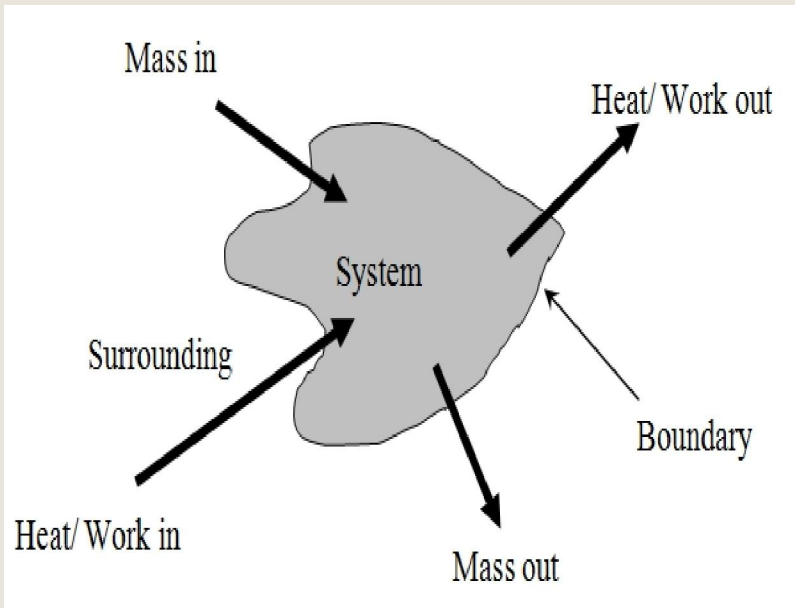 Mass in
Heat/ Work out
System
Surrounding
Boundary
Heat/ Work in
Mass out